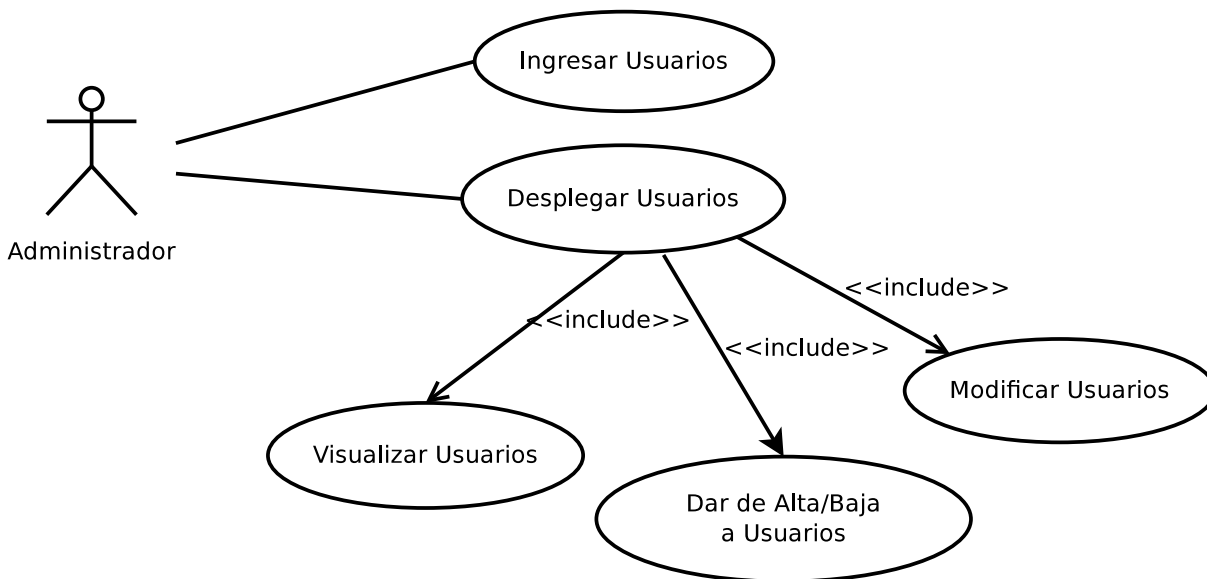 Ingresar Usuarios
Desplegar Usuarios
Administrador
<<include>>
<<include>>
<<include>>
Modificar Usuarios
Visualizar Usuarios
Dar de Alta/Baja
a Usuarios